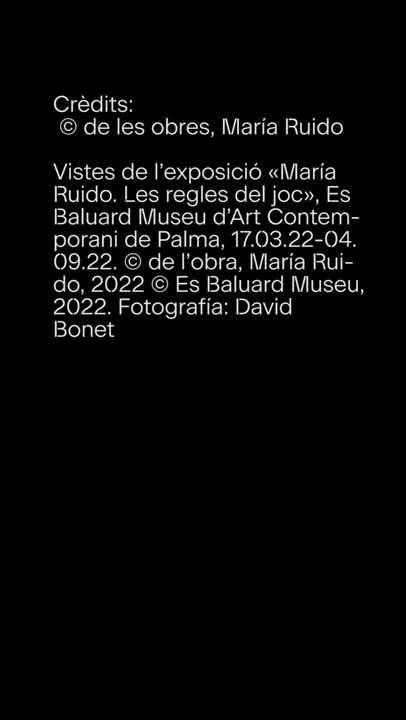 Crèdits:
© de les obres, María Ruido
Vistes de l’exposició «María
Ruido. Les regles del joc», Es
Baluard Museu d’Art Contem-
porani de Palma, 17.03.22-04.
09.22. © de l’obra, María Rui-
do, 2022 © Es Baluard Museu,
2022. Fotografía: David
Bonet